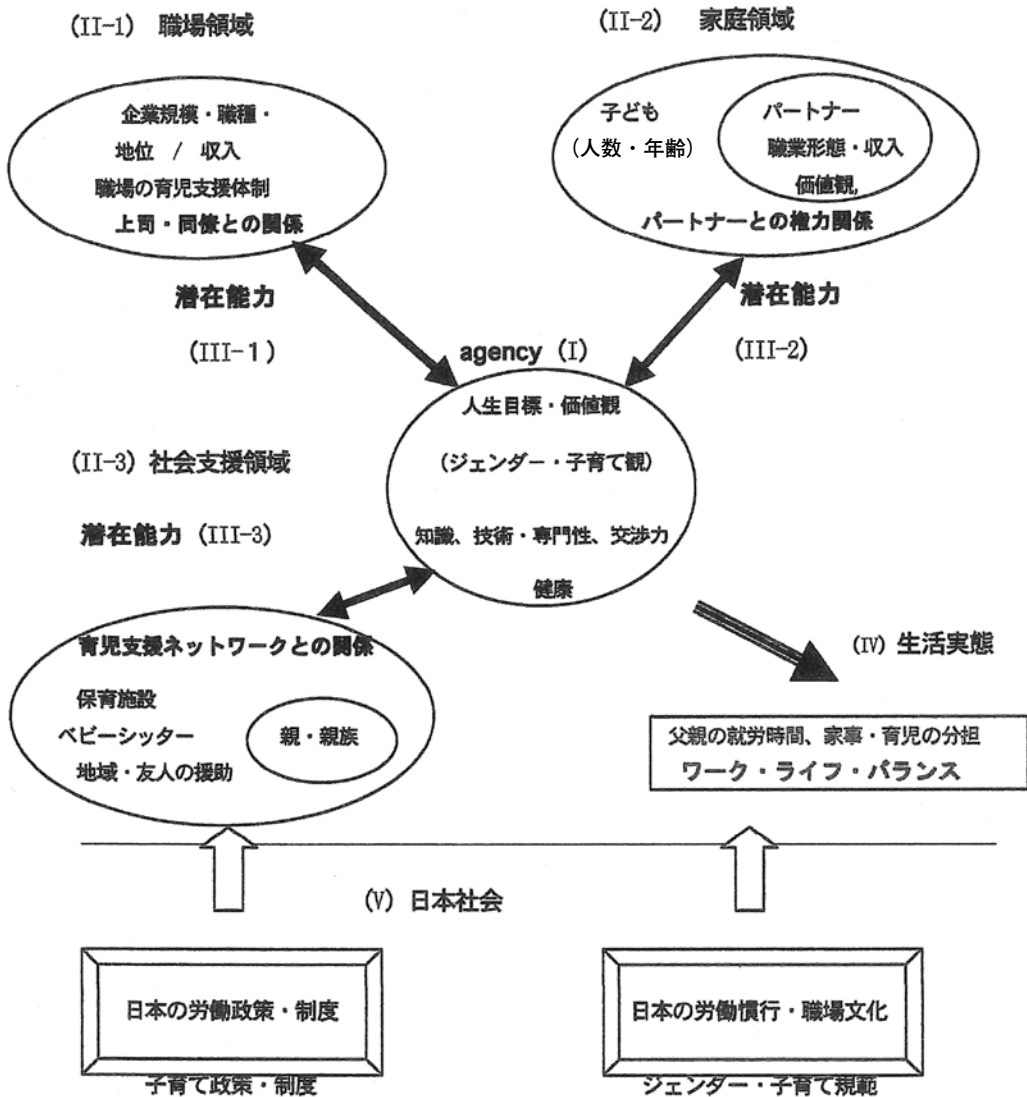 (II-1) 職場領域
(II-2) 家庭領域
企業規模・職種・
地位 / 収入
職場の育児支援体制
上司・同僚との関係
子ども
(人数・年齢)
パートナー
職業形態・収入
価値観,
パートナーとの権力関係
潜在能力
(III-1)
潜在能力
(III-2)
agency (I)
人生目標・価値観
(ジェンダー・子育て観)
知識、技術・専門性、交渉力
健康
(II-3) 社会支援領域
潜在能力 (III-3)
育児支援ネットワークとの関係
保育施設
ベビーシッター
地域・友人の援助
親・親族
(IV) 生活実態
父親の就労時間、家事・育児の分担
ワーク・ライフ・バランス
(V) 日本社会
日本の労働政策・制度
子育て政策・制度
日本の労働慣行・職場文化
ジェンダー・子育て規範